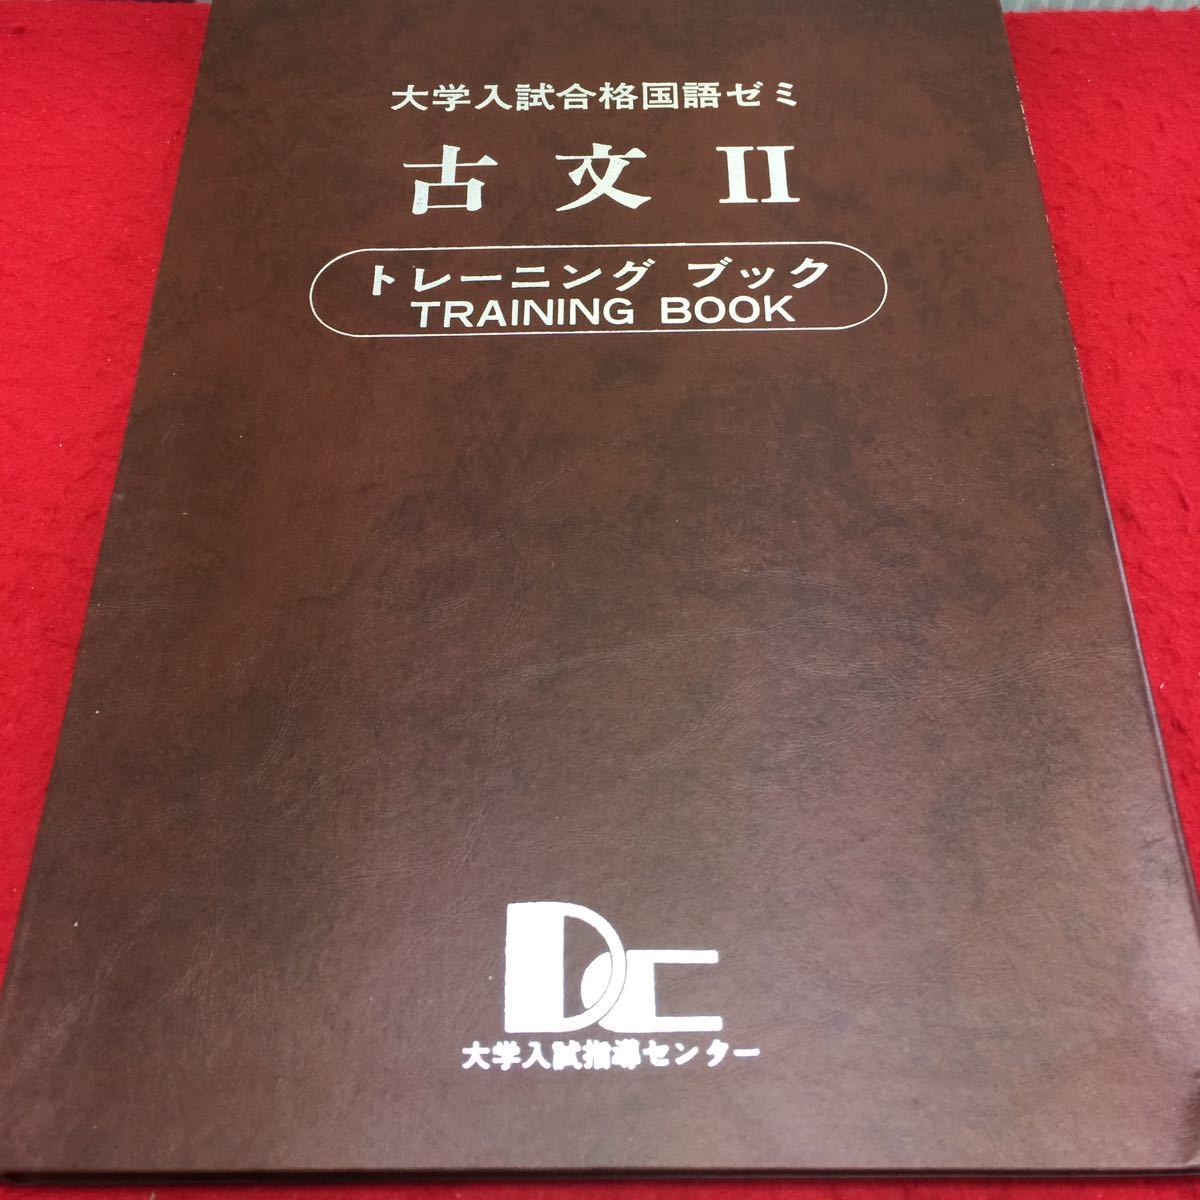 大学入試合格国語ゼミ
古文 II
トレーニング ブック
TRAINING BOOK
DC
大学入試指導センター